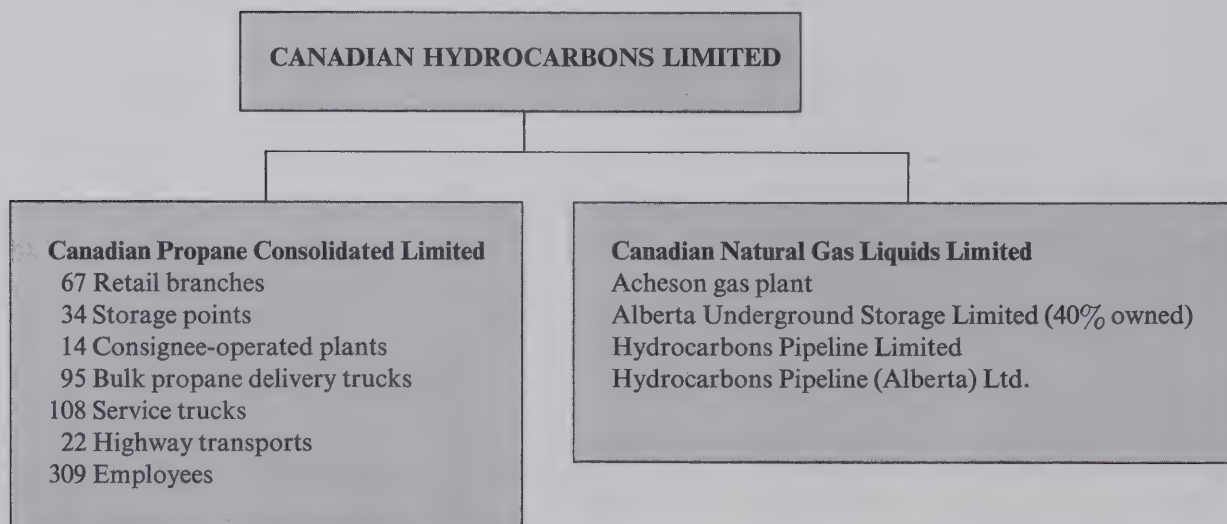 CANADIAN HYDROCARBONS LIMITED
Canadian Propane Consolidated Limited
67 Retail branches
34 Storage points
14 Consignee-operated plants
95 Bulk propane delivery trucks
108 Service trucks
22 Highway transports
309 Employees
Canadian Natural Gas Liquids Limited
Acheson gas plant
Alberta Underground Storage Limited (40% owned)
Hydrocarbons Pipeline Limited
Hydrocarbons Pipeline (Alberta) Ltd.